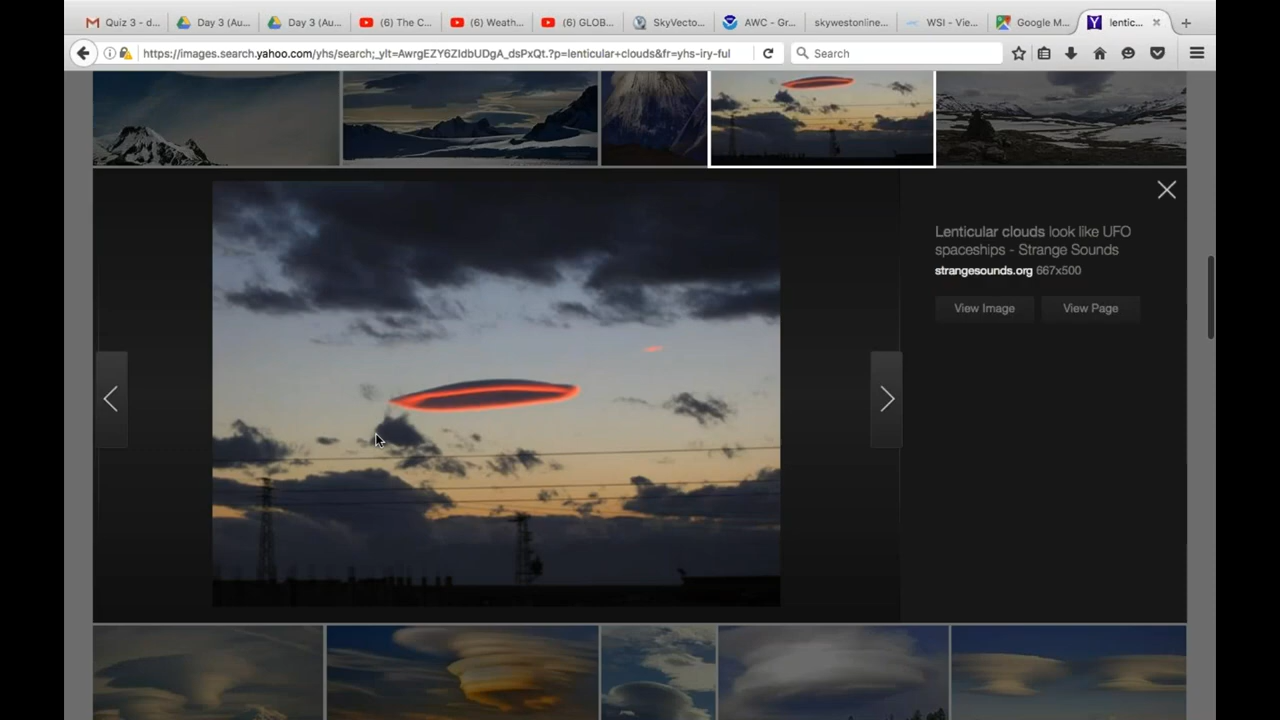 Quiz 3 - d...
Day 3 (Au...
Day 3 (Au...
(6) The C...
(6) Weath...
(6) GLOB...
SkyVecto...
AWC - Gr...
skywestonline...
WSI - Vie...
Google M...
lentic...
https://images.search.yahoo.com/yhs/search;_ylt=AwrgEZY6ZIdbUDgA_dsPxQt.?p=lenticular+clouds&fr=yhs-iry-ful
Search
Lenticular clouds look like UFO
spaceships - Strange Sounds
strangesounds.org 667x500
View Image
View Page